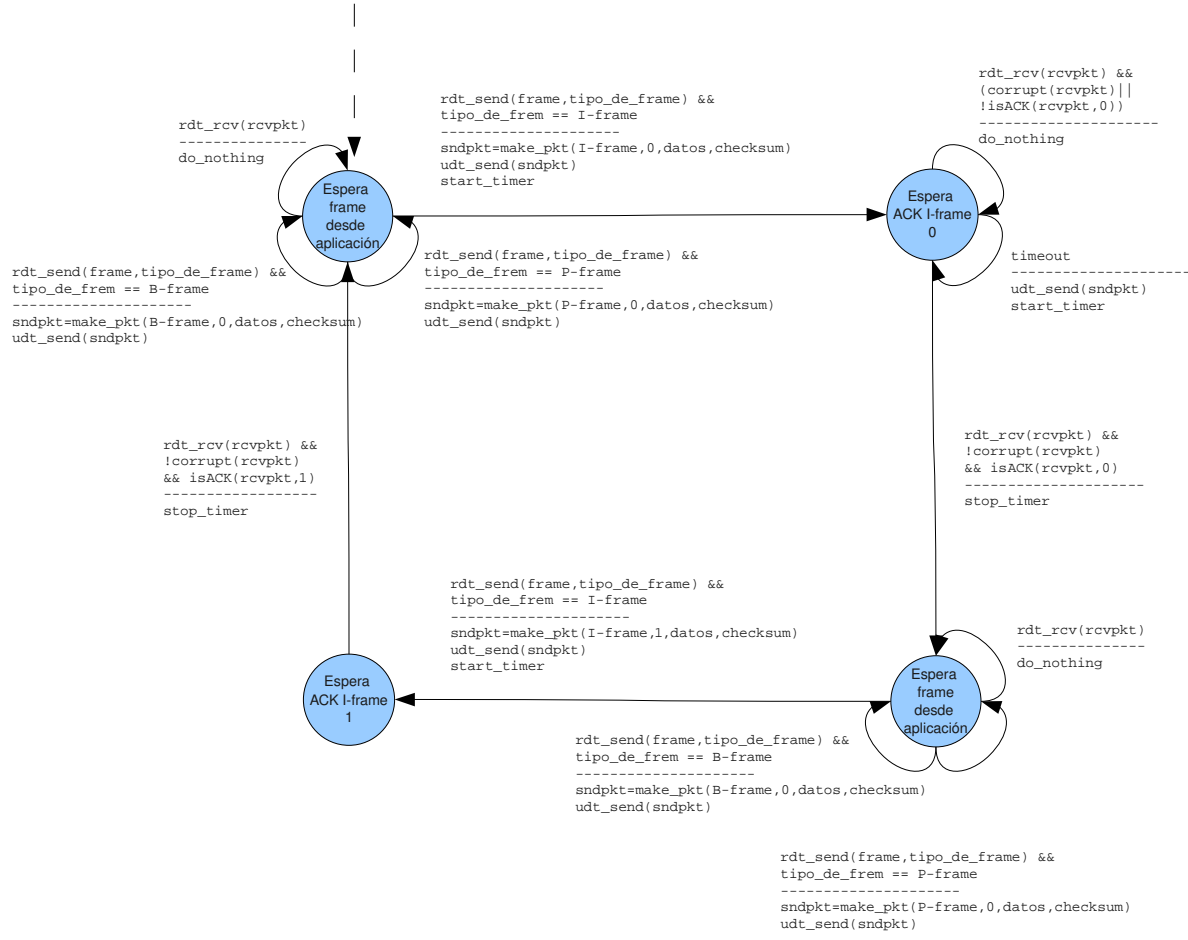 rdt_rcv(rcvpkt) &&
(corrupt(rcvpkt)||
!isACK(rcvpkt,0))
---------------------
do_nothing
rdt_send(frame,tipo_de_frame) &&
tipo_de_frem == I-frame
---------------------
sndpkt=make_pkt(I-frame,0,datos,checksum)
udt_send(sndpkt)
start_timer
rdt_rcv(rcvpkt)
---------------
do_nothing
Espera
frame
desde
aplicación
Espera
ACK I-frame
0
rdt_send(frame,tipo_de_frame) &&
tipo_de_frem == B-frame
---------------------
sndpkt=make_pkt(B-frame,0,datos,checksum)
udt_send(sndpkt)
rdt_send(frame,tipo_de_frame) &&
tipo_de_frem == P-frame
---------------------
sndpkt=make_pkt(P-frame,0,datos,checksum)
udt_send(sndpkt)
timeout
---------------------
udt_send(sndpkt)
start_timer
rdt_rcv(rcvpkt) &&
!corrupt(rcvpkt)
&& isACK(rcvpkt,1)
------------------
stop_timer
rdt_rcv(rcvpkt) &&
!corrupt(rcvpkt)
&& isACK(rcvpkt,0)
---------------------
stop_timer
rdt_send(frame,tipo_de_frame) &&
tipo_de_frem == I-frame
---------------------
sndpkt=make_pkt(I-frame,1,datos,checksum)
udt_send(sndpkt)
start_timer
rdt_rcv(rcvpkt)
---------------
do_nothing
Espera
ACK I-frame
1
Espera
frame
desde
aplicación
rdt_send(frame,tipo_de_frame) &&
tipo_de_frem == B-frame
---------------------
sndpkt=make_pkt(B-frame,0,datos,checksum)
udt_send(sndpkt)
rdt_send(frame,tipo_de_frame) &&
tipo_de_frem == P-frame
---------------------
sndpkt=make_pkt(P-frame,0,datos,checksum)
udt_send(sndpkt)